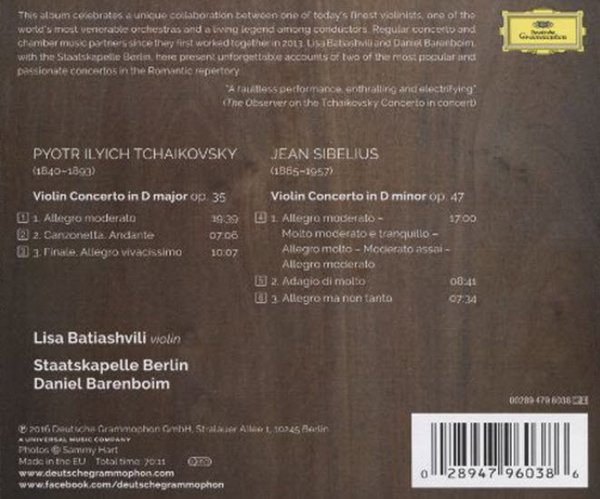 This album celebrates a unique collaboration between one of today's finest violinists, one of the
world's most venerable orchestras and a living legend among conductors. Regular concerto and
chamber music partners since they first worked together in 2013, Lisa Batiashvili and Daniel Barenboim,
with the Staatskapelle Berlin, here present unforgettable accounts of two of the most popular and
passionate concertos in the Romantic repertory.
Deutsche
Grammophon
"A faultless performance, enthralling and electrifying".
(The Observer on the Tchaikovsky Concerto in concert)
PYOTR ILYICH TCHAIKOVSKY
(1840–1893)
Violin Concerto in D major op. 35
1 1. Allegro moderato 19:39
2 2. Canzonetta. Andante 07:06
3 3. Finale. Allegro vivacissimo 10:07
JEAN SIBELIUS
(1865–1957)
Violin Concerto in D minor op. 47
4 1. Allegro moderato – 17:00
Molto moderato e tranquillo –
Allegro molto – Moderato assai –
Allegro moderato
5 2. Adagio di molto 08:41
6 3. Allegro ma non tanto 07:34
Lisa Batiashvili violin
Staatskapelle Berlin
Daniel Barenboim
00289 479 6038
℗ 2016 Deutsche Grammophon GmbH, Stralauer Allee 1, 10245 Berlin
A UNIVERSAL MUSIC COMPANY
Photos © Sammy Hart
Made in the EU Total time: 70:11
www.deutschegrammophon.com
www.facebook.com/deutschegrammophon
0 28947 96038 6